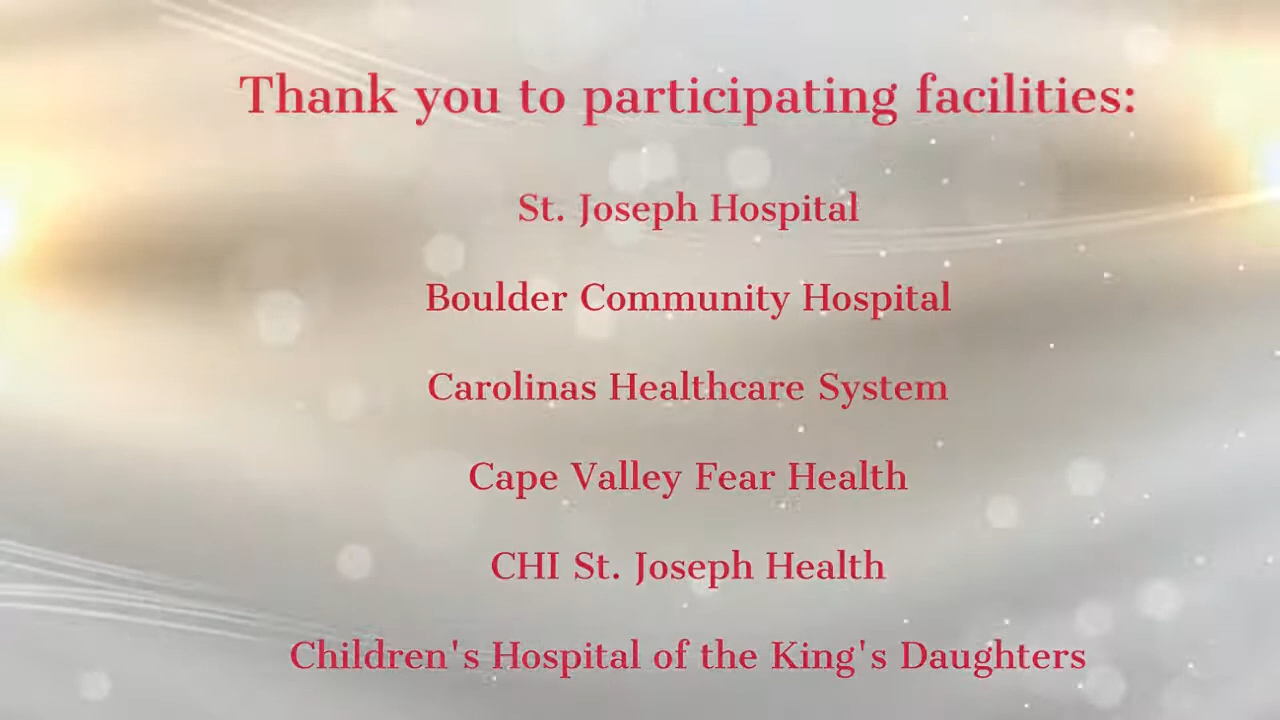 Thank you to participating facilities:
St. Joseph Hospital
Boulder Community Hospital
Carolinas Healthcare System
Cape Valley Fear Health
CHI St. Joseph Health
Children's Hospital of the King's Daughters